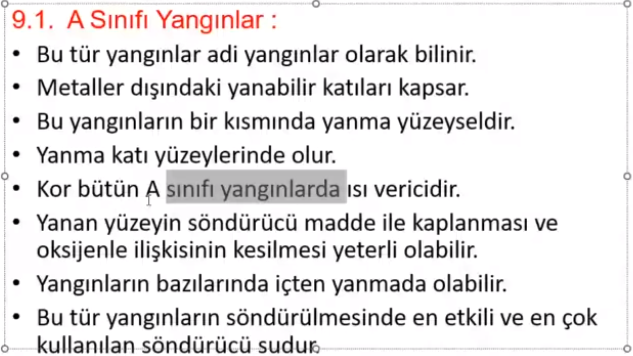 9.1. A Sınıfı Yangınlar :
• Bu tür yangınlar adi yangınlar olarak bilinir.
• Metaller dışındaki yanabilir katıları kapsar.
• Bu yangınların bir kısmında yanma yüzeyseldir.
• Yanma katı yüzeylerinde olur.
• Kor bütün A sınıfı yangınlarda ısı vericidir.
• Yanan yüzeyin söndürücü madde ile kaplanması ve
oksijenle ilişkisinin kesilmesi yeterli olabilir.
• Yangınların bazılarında içten yanmada olabilir.
• Bu tür yangınların söndürülmesinde en etkili ve en çok
kullanılan söndürücü sudur.